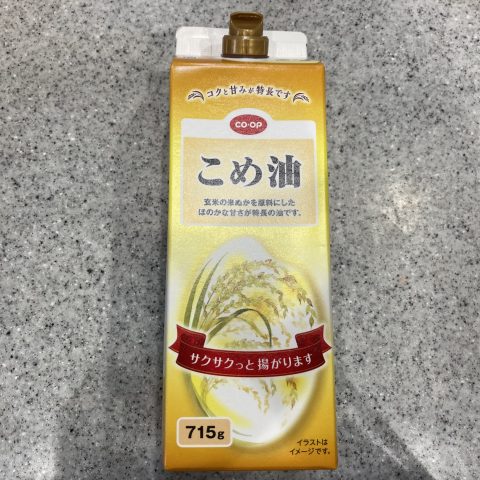 コクと甘みが特長です
CO·OP
こめ油
玄米の米ぬかを原料にした
ほのかな甘さが特長の油です。
サクサクっと揚がります
715g
イラストは
イメージです。